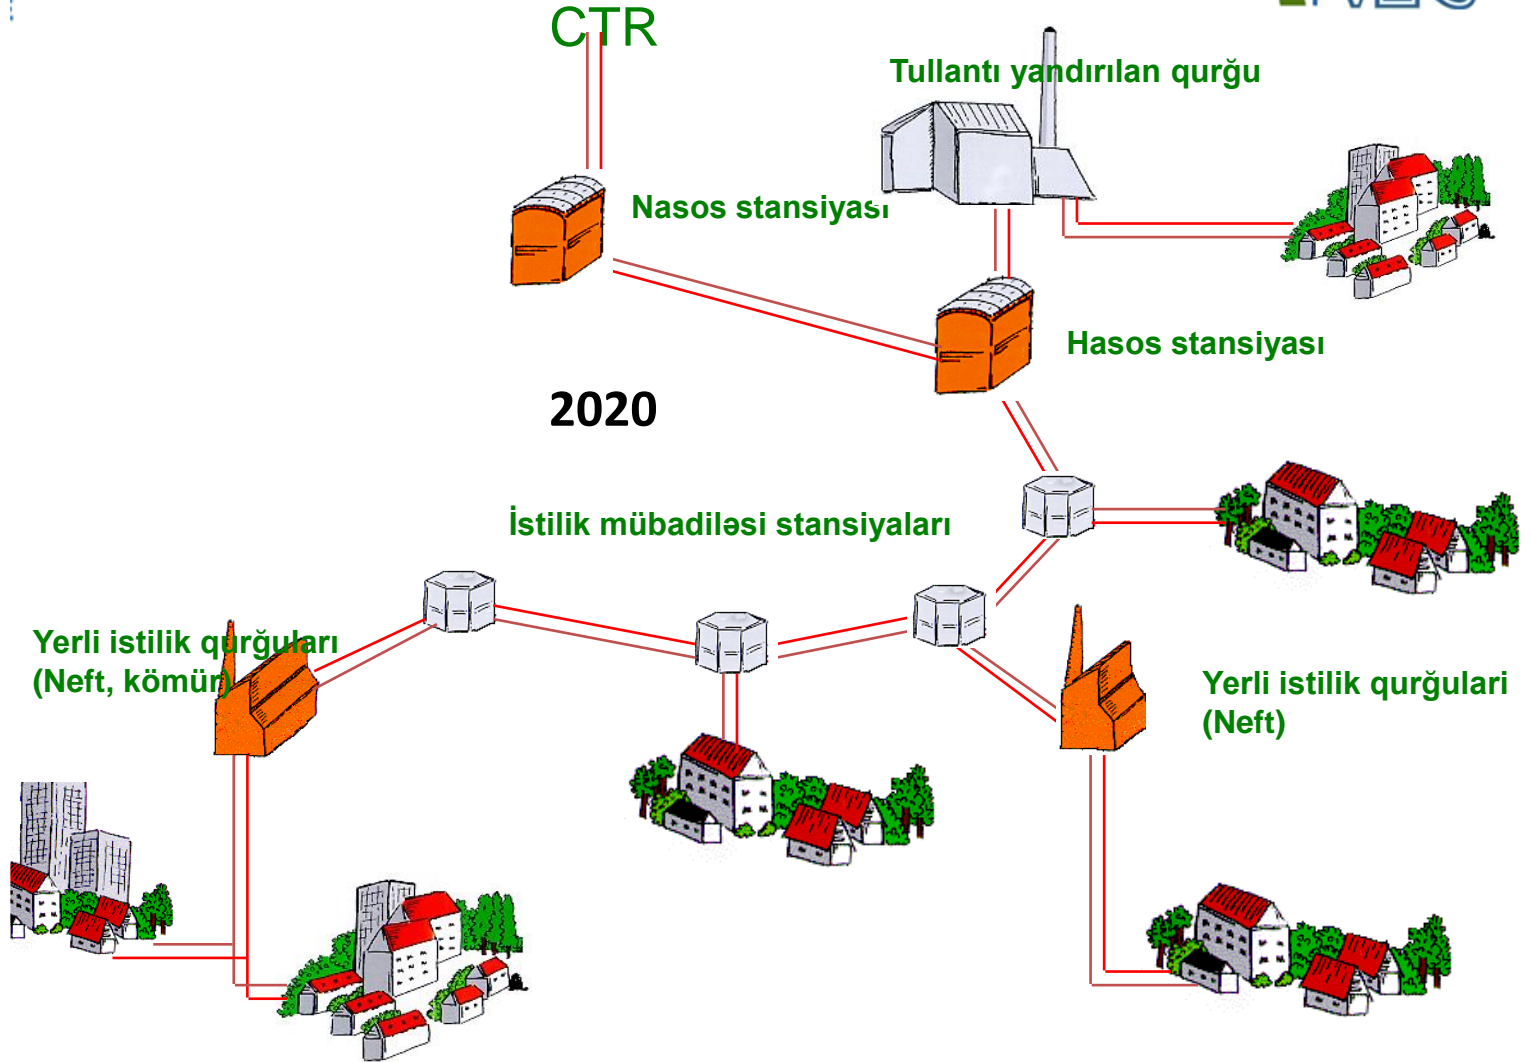 CTR
Tullantı yandırılan qurğu
Nasos stansiyası
Hasos stansiyası
2020
İstilik mübadiləsi stansiyaları
Yerli istilik qurğuları
(Neft, kömür)
Yerli istilik qurğulari
(Neft)